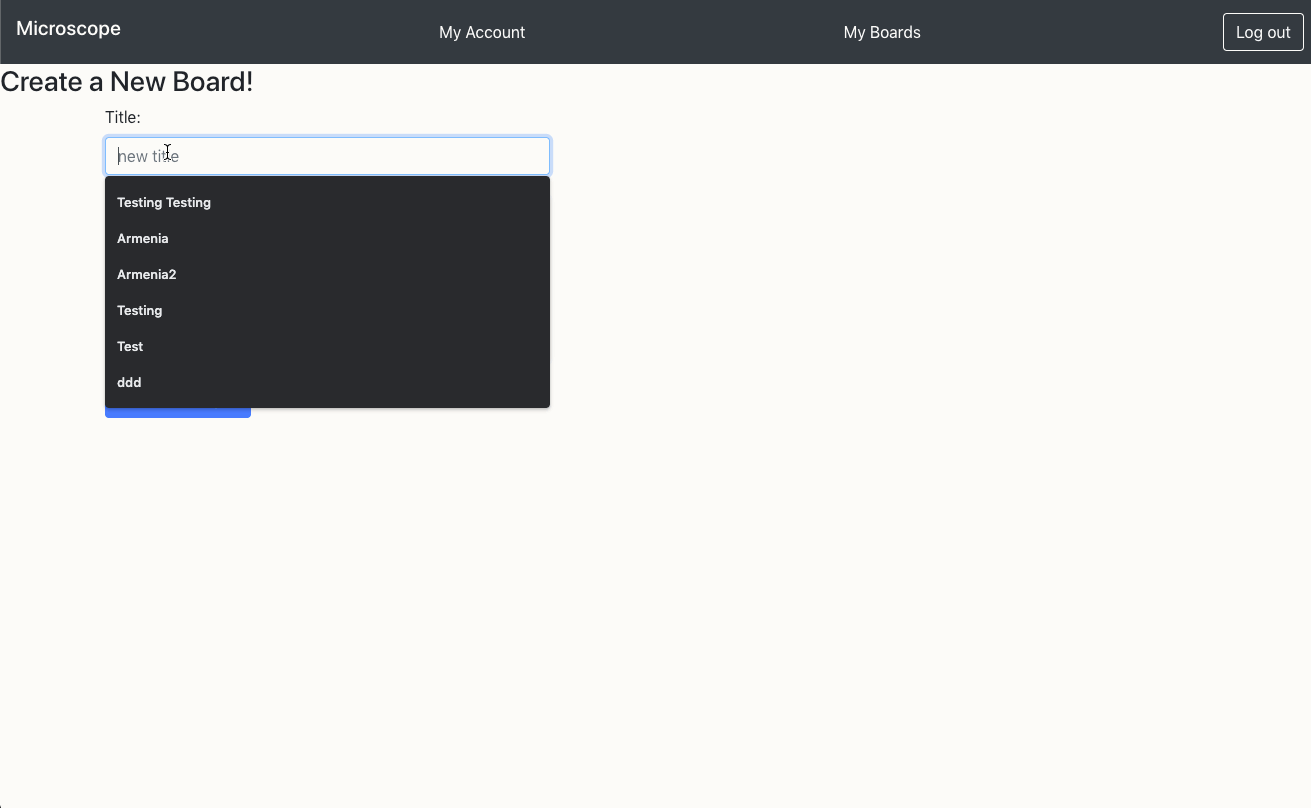 Microscope
My Account
My Boards
Log out
Create a New Board!
Title:
new title
Testing Testing
Armenia
Armenia2
Testing
Test
ddd